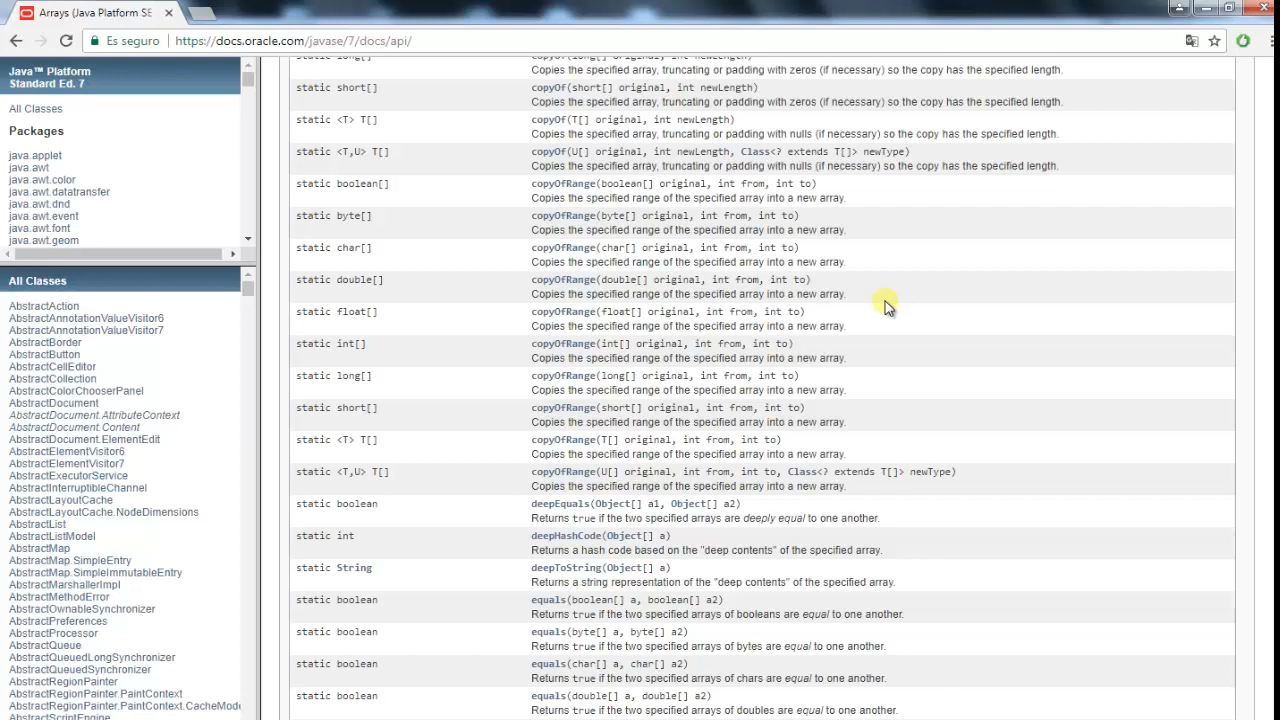 Arrays (Java Platform SE
Es seguro
https://docs.oracle.com/javase/7/docs/api/
Java™ Platform
Standard Ed. 7
All Classes
Packages
java.applet
java.awt
java.awt.color
java.awt.datatransfer
java.awt.dnd
java.awt.event
java.awt.font
java.awt.geom
All Classes
AbstractAction
AbstractAnnotationValueVisitor6
AbstractAnnotationValueVisitor7
AbstractBorder
AbstractButton
AbstractCellEditor
AbstractCollection
AbstractColorChooserPanel
AbstractDocument
AbstractDocument.AttributeContext
AbstractDocument.Content
AbstractDocument.ElementEdit
AbstractElementVisitor6
AbstractElementVisitor7
AbstractExecutorService
AbstractInterruptibleChannel
AbstractLayoutCache
AbstractLayoutCache.NodeDimensions
AbstractList
AbstractListModel
AbstractMap
AbstractMap.SimpleEntry
AbstractMap.SimpleImmutableEntry
AbstractMarshallerImpl
AbstractMethodError
AbstractOwnableSynchronizer
AbstractPreferences
AbstractProcessor
AbstractQueue
AbstractQueuedLongSynchronizer
AbstractQueuedSynchronizer
AbstractRegionPainter
AbstractRegionPainter.PaintContext
AbstractRegionPainter.PaintContext.CacheMode
AbstractScriptEngine
static long[] copyOf(long[] original, int newLength)
Copies the specified array, truncating or padding with zeros (if necessary) so the copy has the specified length.
static short[] copyOf(short[] original, int newLength)
Copies the specified array, truncating or padding with zeros (if necessary) so the copy has the specified length.
static <T> T[] copyOf(T[] original, int newLength)
Copies the specified array, truncating or padding with nulls (if necessary) so the copy has the specified length.
static <T,U> T[] copyOf(U[] original, int newLength, Class<? extends T[]> newType)
Copies the specified array, truncating or padding with nulls (if necessary) so the copy has the specified length.
static boolean[] copyOfRange(boolean[] original, int from, int to)
Copies the specified range of the specified array into a new array.
static byte[] copyOfRange(byte[] original, int from, int to)
Copies the specified range of the specified array into a new array.
static char[] copyOfRange(char[] original, int from, int to)
Copies the specified range of the specified array into a new array.
static double[] copyOfRange(double[] original, int from, int to)
Copies the specified range of the specified array into a new array.
static float[] copyOfRange(float[] original, int from, int to)
Copies the specified range of the specified array into a new array.
static int[] copyOfRange(int[] original, int from, int to)
Copies the specified range of the specified array into a new array.
static long[] copyOfRange(long[] original, int from, int to)
Copies the specified range of the specified array into a new array.
static short[] copyOfRange(short[] original, int from, int to)
Copies the specified range of the specified array into a new array.
static <T> T[] copyOfRange(T[] original, int from, int to)
Copies the specified range of the specified array into a new array.
static <T,U> T[] copyOfRange(U[] original, int from, int to, Class<? extends T[]> newType)
Copies the specified range of the specified array into a new array.
static boolean deepEquals(Object[] a1, Object[] a2)
Returns true if the two specified arrays are deeply equal to one another.
static int deepHashCode(Object[] a)
Returns a hash code based on the "deep contents" of the specified array.
static String deepToString(Object[] a)
Returns a string representation of the "deep contents" of the specified array.
static boolean equals(boolean[] a, boolean[] a2)
Returns true if the two specified arrays of booleans are equal to one another.
static boolean equals(byte[] a, byte[] a2)
Returns true if the two specified arrays of bytes are equal to one another.
static boolean equals(char[] a, char[] a2)
Returns true if the two specified arrays of chars are equal to one another.
static boolean equals(double[] a, double[] a2)
Returns true if the two specified arrays of doubles are equal to one another.